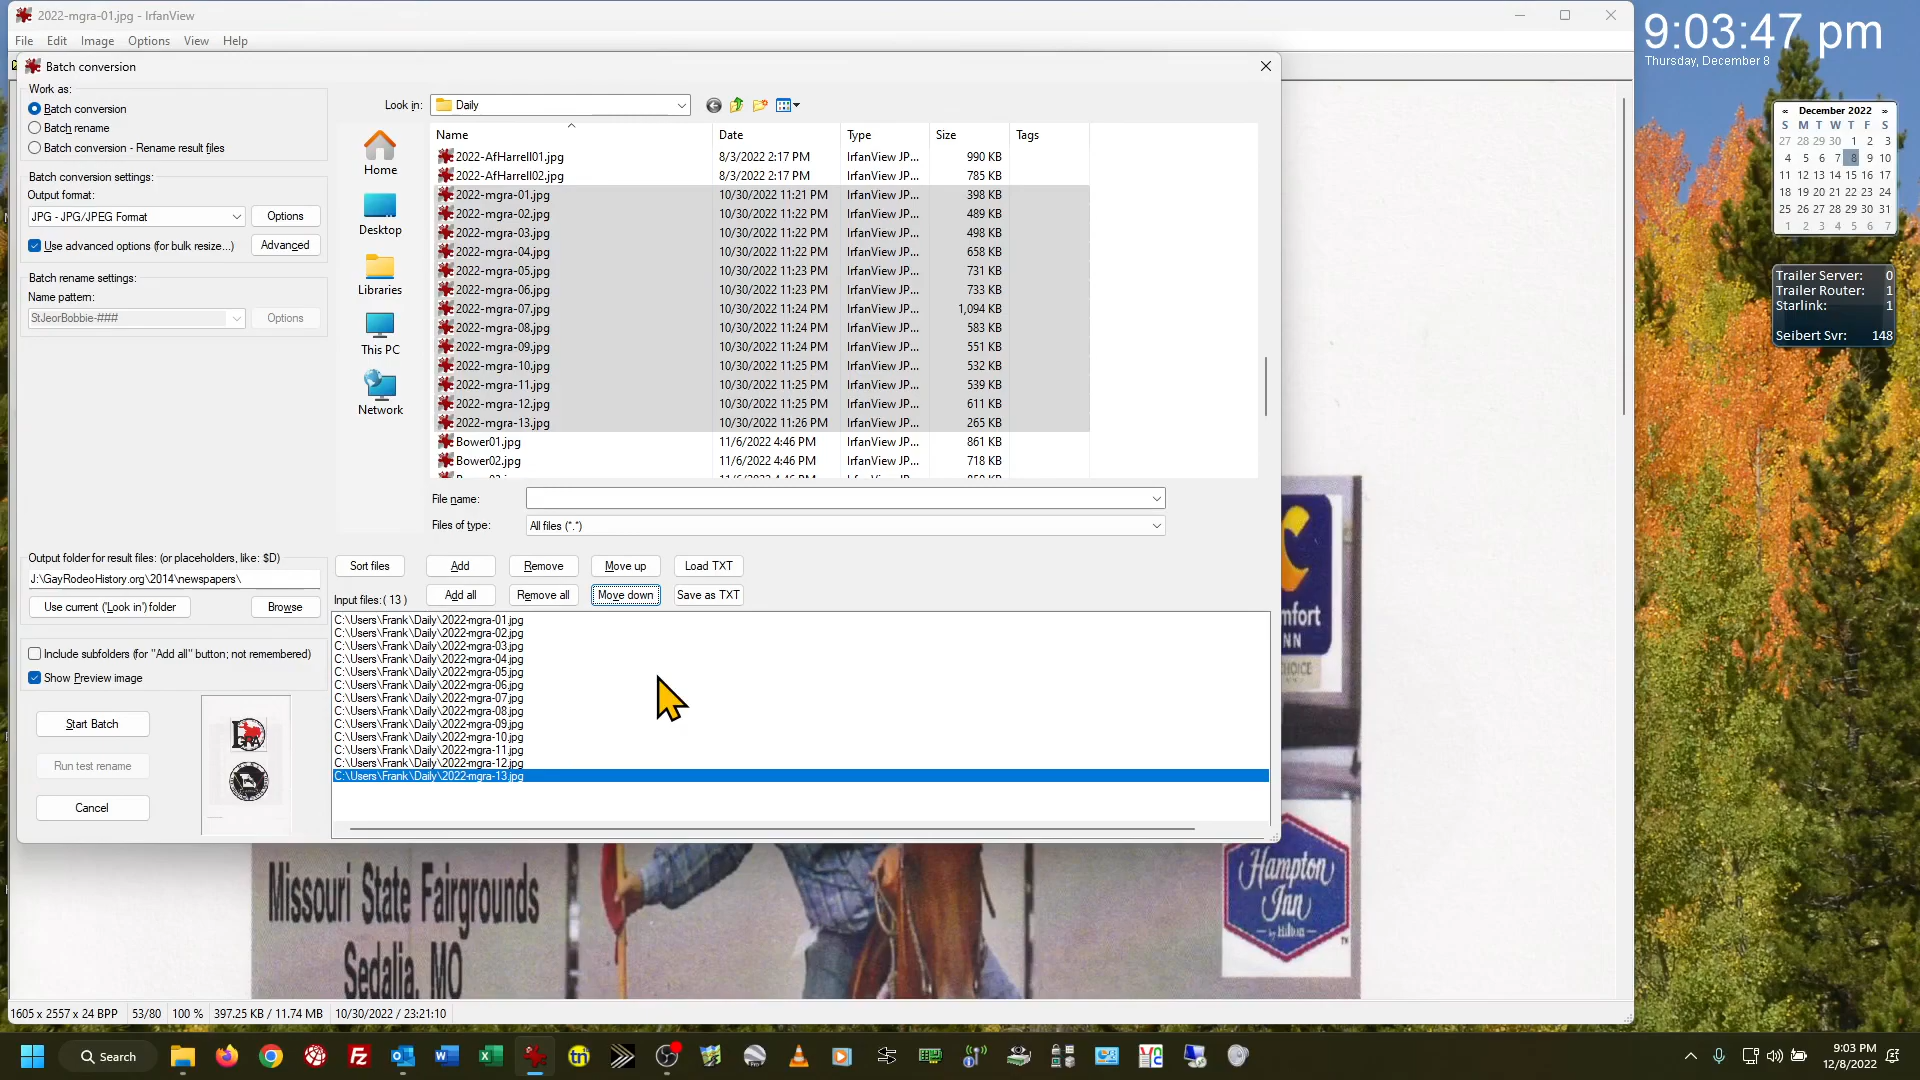 2022-mgra-01.jpg - IrfanView
File Edit Image Options View Help
9:03:47 pm
Thursday, December 8
Batch conversion
Work as:
Batch conversion
Batch rename
Batch conversion - Rename result files
Batch conversion settings:
Output format:
JPG - JPG/JPEG Format
Options
Use advanced options (for bulk resize...)
Advanced
Batch rename settings:
Name pattern:
StJeorBobbie-###
Options
Look in:
Daily
Home
Desktop
Libraries
This PC
Network
Name Date Type Size Tags
2022-AfHarrell01.jpg 8/3/2022 2:17 PM IrfanView JP... 990 KB
2022-AfHarrell02.jpg 8/3/2022 2:17 PM IrfanView JP... 785 KB
2022-mgra-01.jpg 10/30/2022 11:21 PM IrfanView JP... 398 KB
2022-mgra-02.jpg 10/30/2022 11:22 PM IrfanView JP... 489 KB
2022-mgra-03.jpg 10/30/2022 11:22 PM IrfanView JP... 498 KB
2022-mgra-04.jpg 10/30/2022 11:22 PM IrfanView JP... 658 KB
2022-mgra-05.jpg 10/30/2022 11:23 PM IrfanView JP... 731 KB
2022-mgra-06.jpg 10/30/2022 11:23 PM IrfanView JP... 733 KB
2022-mgra-07.jpg 10/30/2022 11:24 PM IrfanView JP... 1,094 KB
2022-mgra-08.jpg 10/30/2022 11:24 PM IrfanView JP... 583 KB
2022-mgra-09.jpg 10/30/2022 11:24 PM IrfanView JP... 551 KB
2022-mgra-10.jpg 10/30/2022 11:25 PM IrfanView JP... 532 KB
2022-mgra-11.jpg 10/30/2022 11:25 PM IrfanView JP... 539 KB
2022-mgra-12.jpg 10/30/2022 11:25 PM IrfanView JP... 611 KB
2022-mgra-13.jpg 10/30/2022 11:26 PM IrfanView JP... 265 KB
Bower01.jpg 11/6/2022 4:46 PM IrfanView JP... 861 KB
Bower02.jpg 11/6/2022 4:46 PM IrfanView JP... 718 KB
File name:
Files of type: All files (*.*)
Output folder for result files: (or placeholders, like: $D)
J:\GayRodeoHistory.org\2014\newspapers\
Use current ('Look in') folder
Browse
Include subfolders (for "Add all" button; not remembered)
Show Preview image
Start Batch
Run test rename
Cancel
Sort files Add Remove Move up Load TXT
Input files: ( 13 ) Add all Remove all Move down Save as TXT
C:\Users\Frank\Daily\2022-mgra-01.jpg
C:\Users\Frank\Daily\2022-mgra-02.jpg
C:\Users\Frank\Daily\2022-mgra-03.jpg
C:\Users\Frank\Daily\2022-mgra-04.jpg
C:\Users\Frank\Daily\2022-mgra-05.jpg
C:\Users\Frank\Daily\2022-mgra-06.jpg
C:\Users\Frank\Daily\2022-mgra-07.jpg
C:\Users\Frank\Daily\2022-mgra-08.jpg
C:\Users\Frank\Daily\2022-mgra-09.jpg
C:\Users\Frank\Daily\2022-mgra-10.jpg
C:\Users\Frank\Daily\2022-mgra-11.jpg
C:\Users\Frank\Daily\2022-mgra-12.jpg
C:\Users\Frank\Daily\2022-mgra-13.jpg
mfort
NN
HOICE
Missouri State Fairgrounds
Sedalia, MO
Hampton
Inn
by Hilton
1605 x 2557 x 24 BPP 53/80 100 % 397.25 KB / 11.74 MB 10/30/2022 / 23:21:10
« December 2022 »
S M T W T F S
27 28 29 30 1 2 3
4 5 6 7 8 9 10
11 12 13 14 15 16 17
18 19 20 21 22 23 24
25 26 27 28 29 30 31
1 2 3 4 5 6 7
Trailer Server: 0
Trailer Router: 1
Starlink: 1
Seibert Svr: 148
Search
9:03 PM
12/8/2022